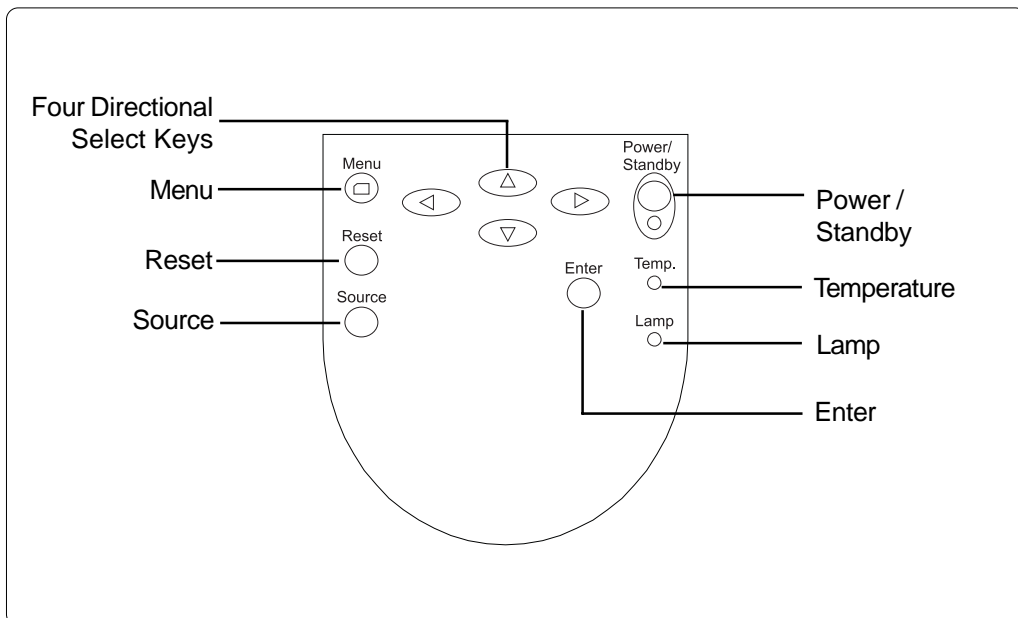 Four Directional
Select Keys
Menu
Reset
Source
Menu
Reset
Source
Enter
Power/
Standby
Temp.
Lamp
Power /
Standby
Temperature
Lamp
Enter